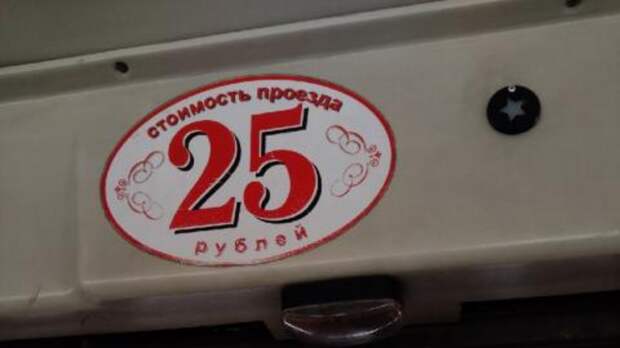 стоимость проезда
25
рублей